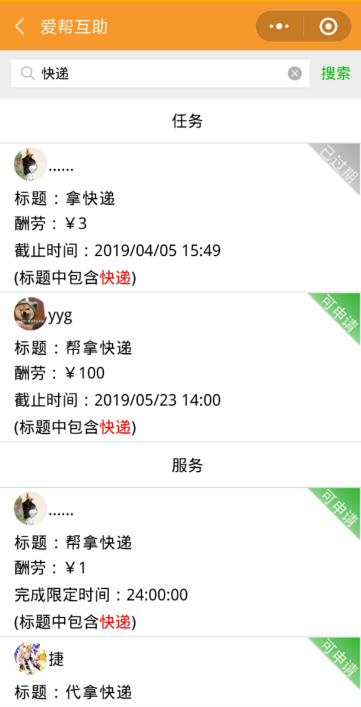 爱帮互助
快递
搜索
任务
......
已过期
标题：拿快递
酬劳：￥3
截止时间：2019/04/05 15:49
(标题中包含快递)
yyg
可申请
标题：帮拿快递
酬劳：￥100
截止时间：2019/05/23 14:00
(标题中包含快递)
服务
......
可申请
标题：帮拿快递
酬劳：￥1
完成限定时间：24:00:00
(标题中包含快递)
捷
可申请
标题：代拿快递